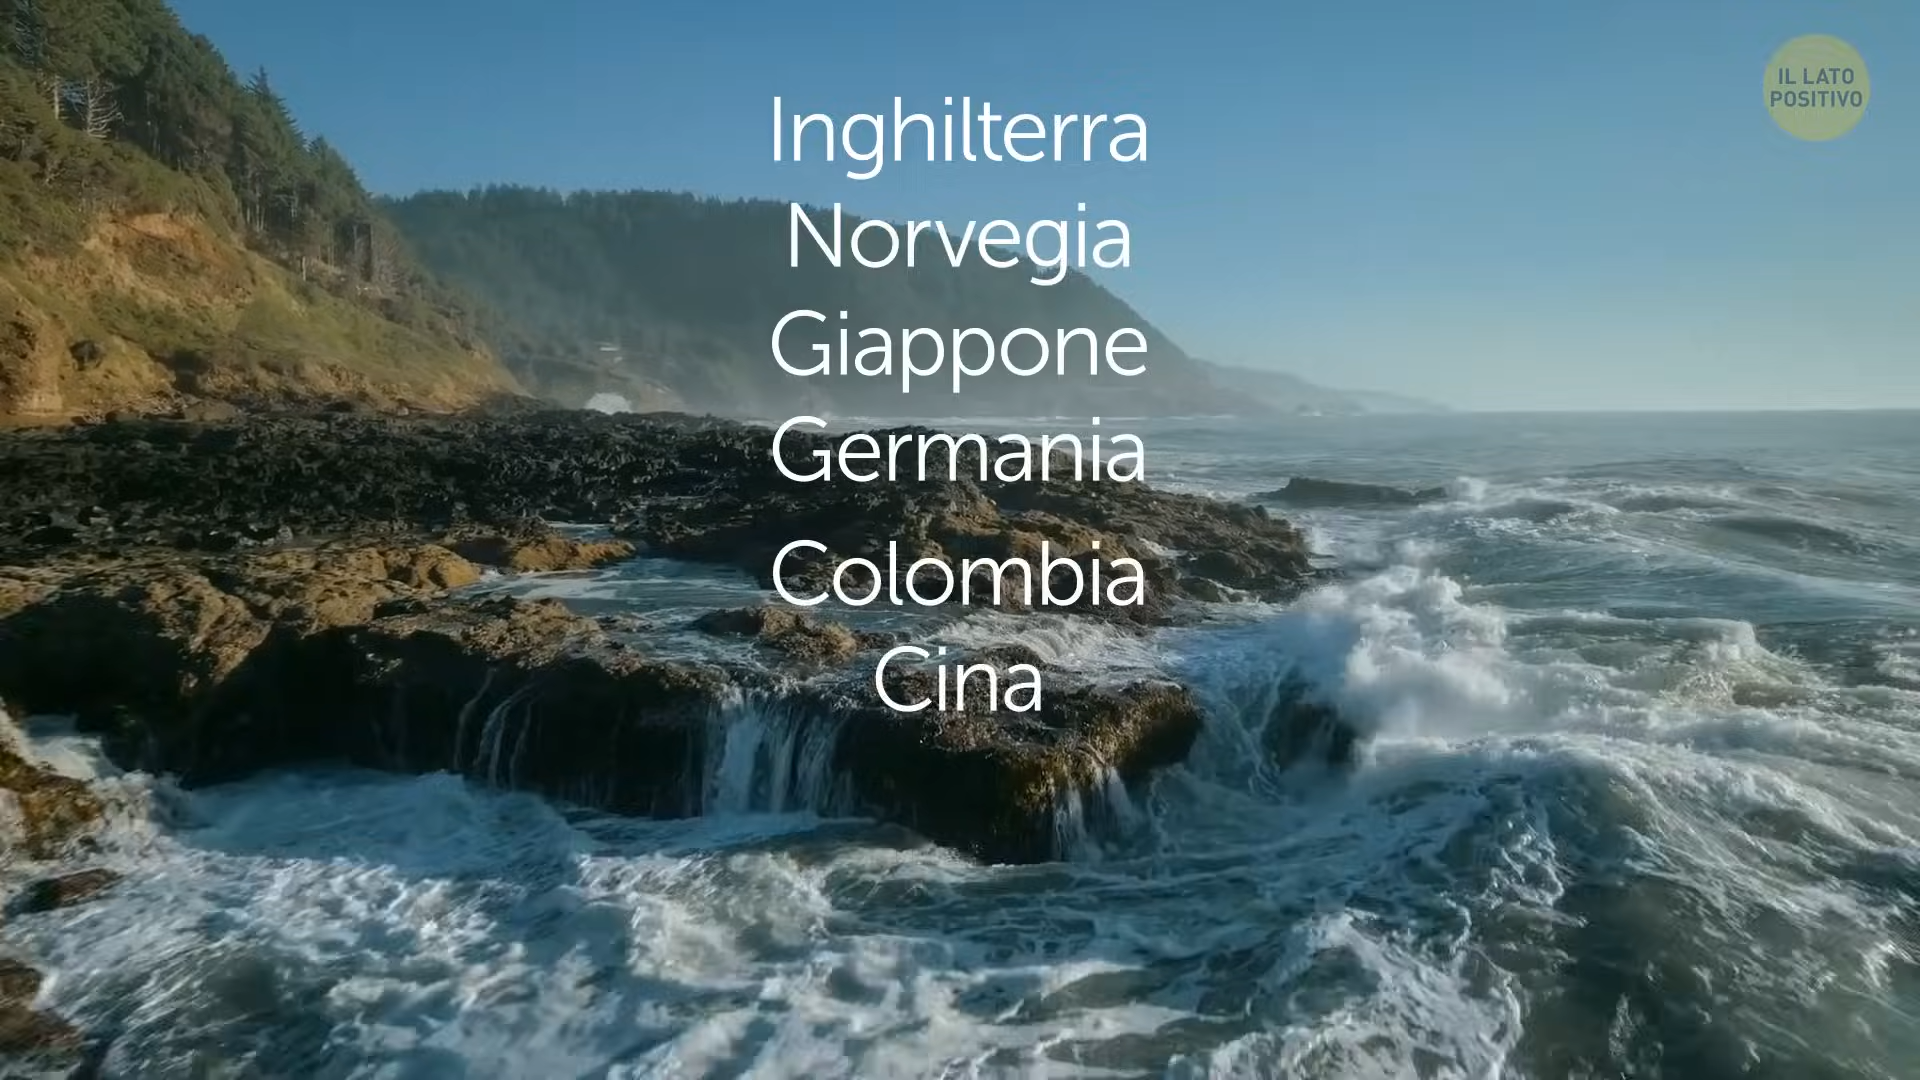 IL LATO
POSITIVO
Inghilterra
Norvegia
Giappone
Germania
Colombia
Cina